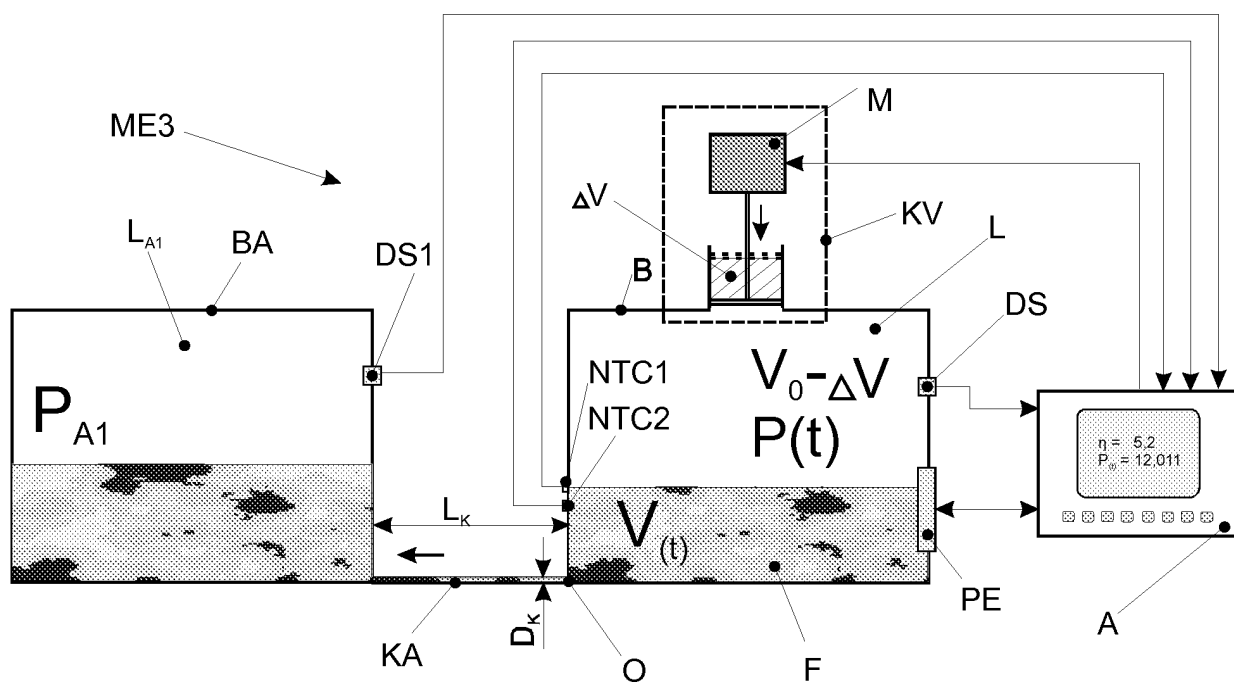 M
ME3
ΔV
KV
L
L_A1
BA
DS1
B
DS
NTC1
V_0-ΔV
NTC2
P_A1
P(t)
η = 5,2
P_(t) = 12,011
L_K
V_(t)
PE
A
D_K
KA
O
F